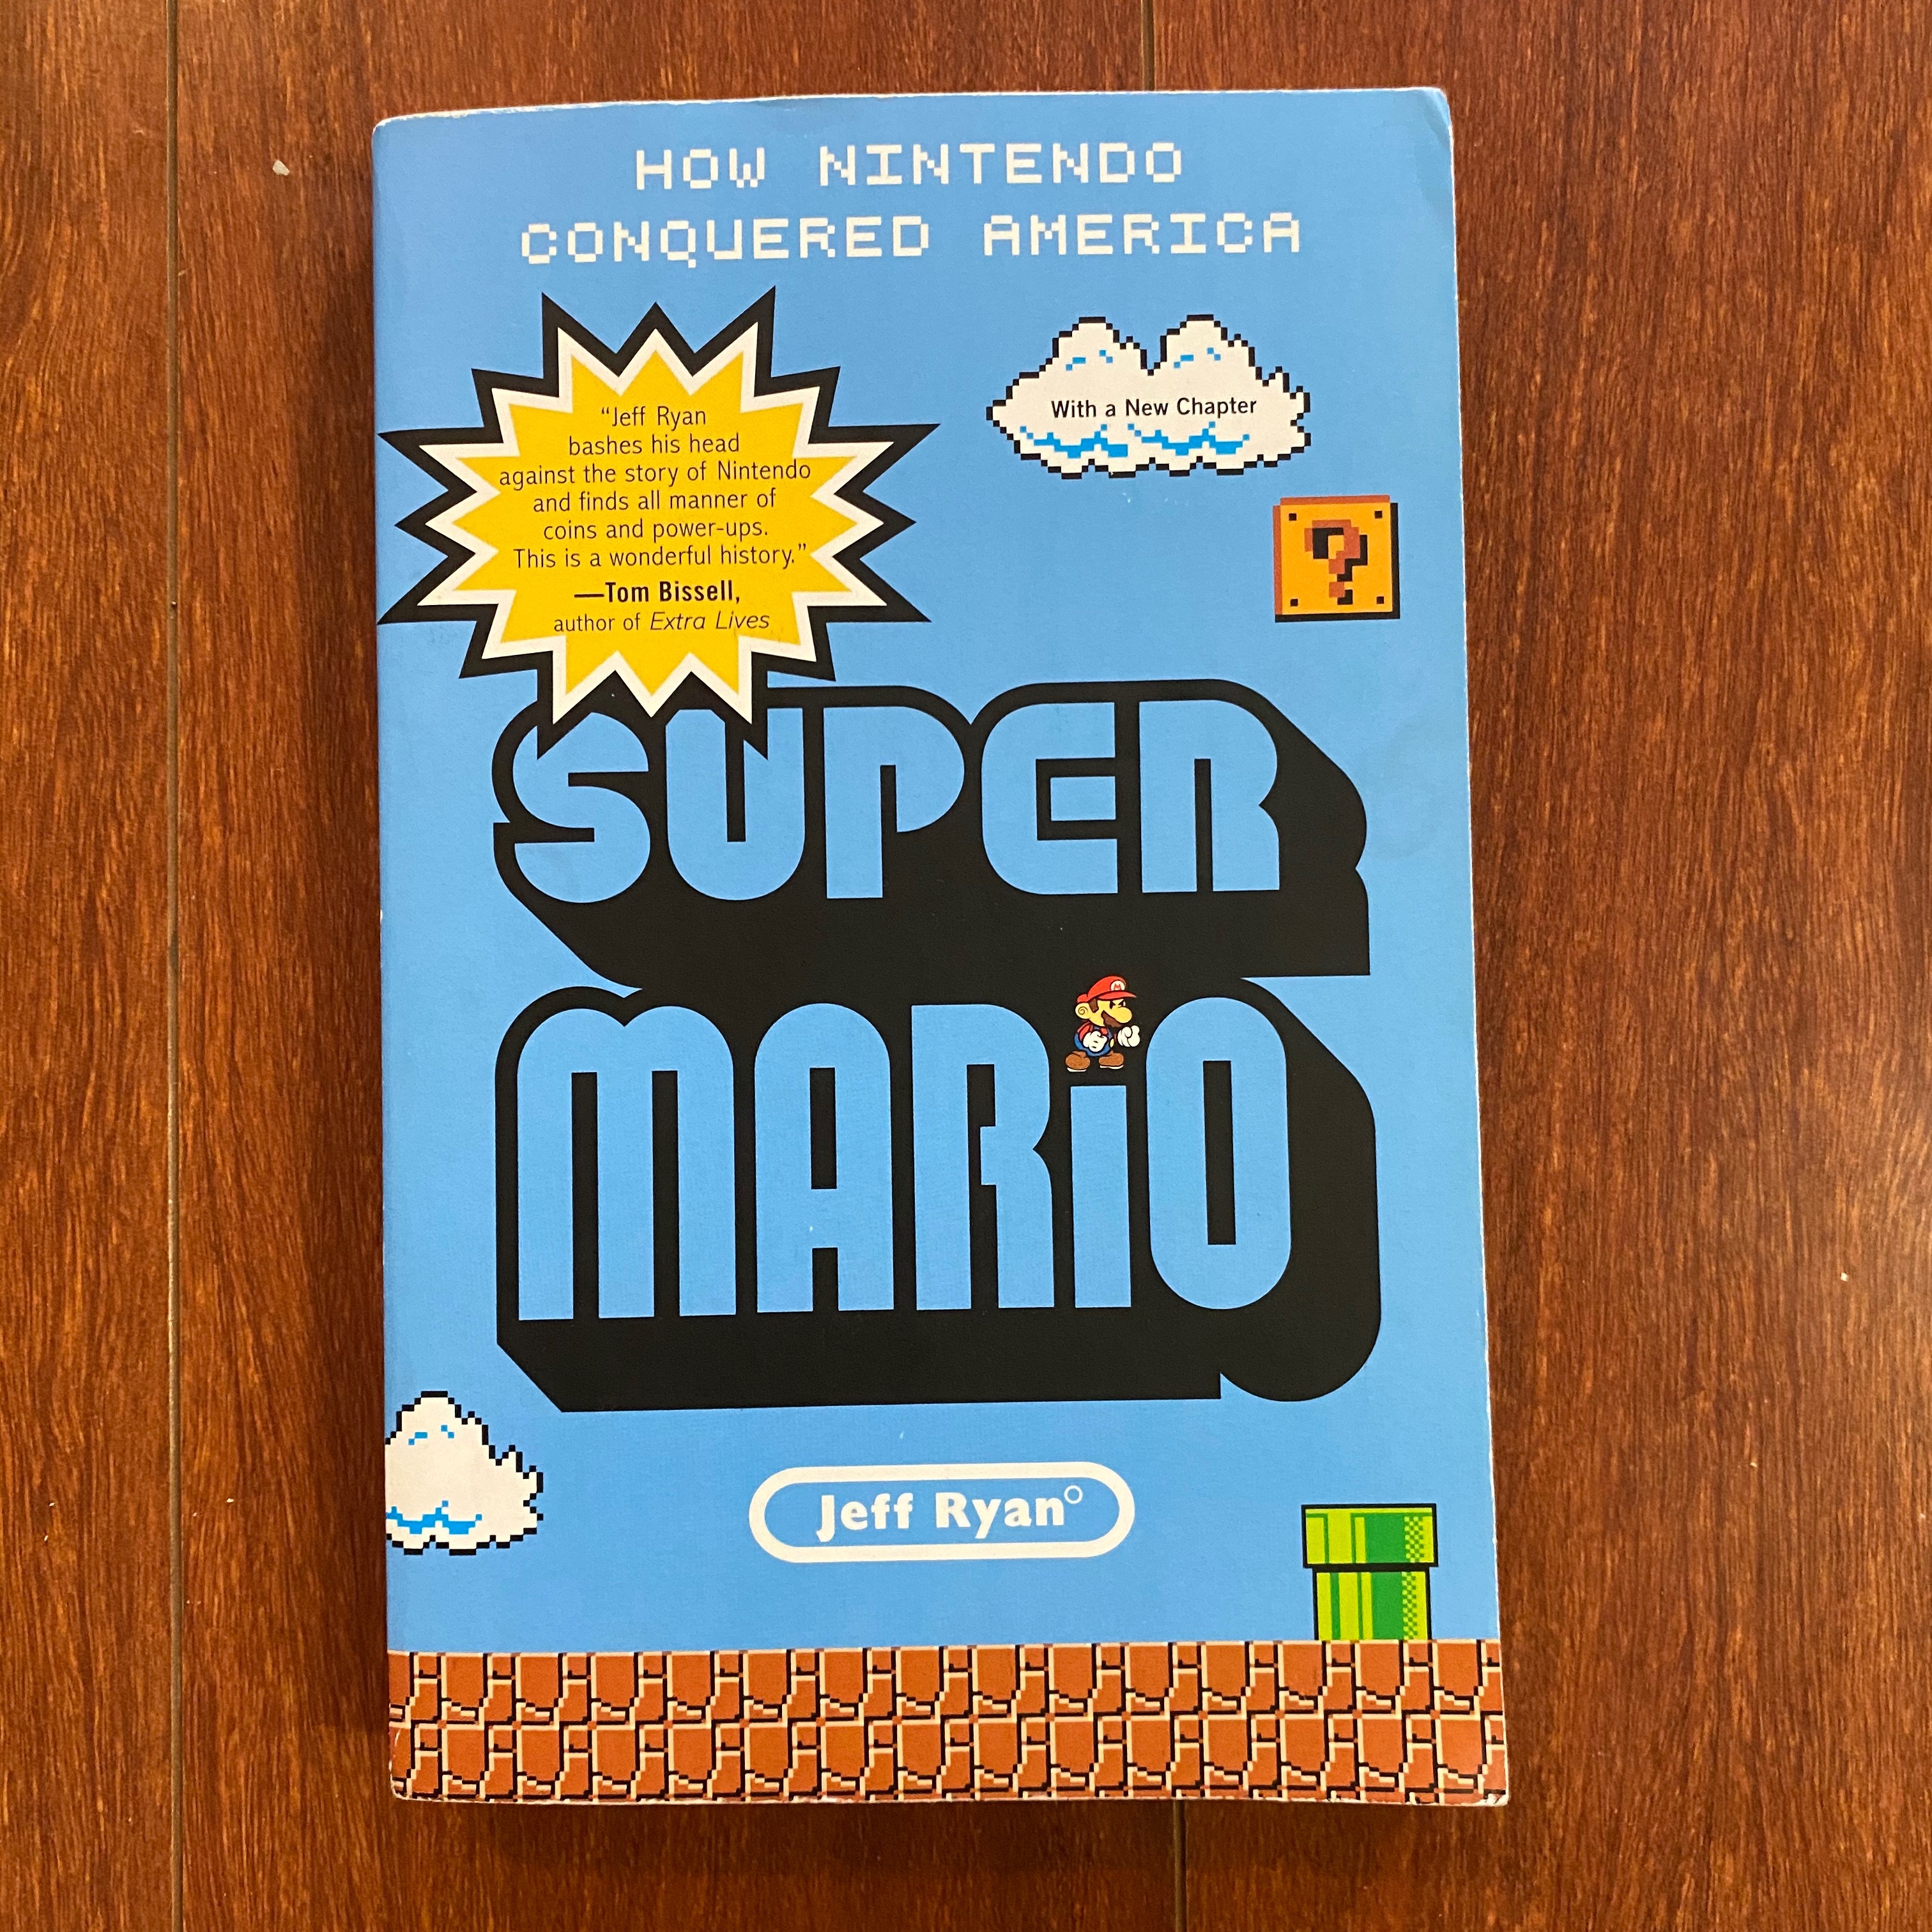 HOW NINTENDO
CONQUERED AMERICA
"Jeff Ryan
bashes his head
against the story of Nintendo
and finds all manner of
coins and power-ups.
This is a wonderful history."
—Tom Bissell,
author of Extra Lives
With a New Chapter
?
SUPER
MARiO
Jeff Ryan